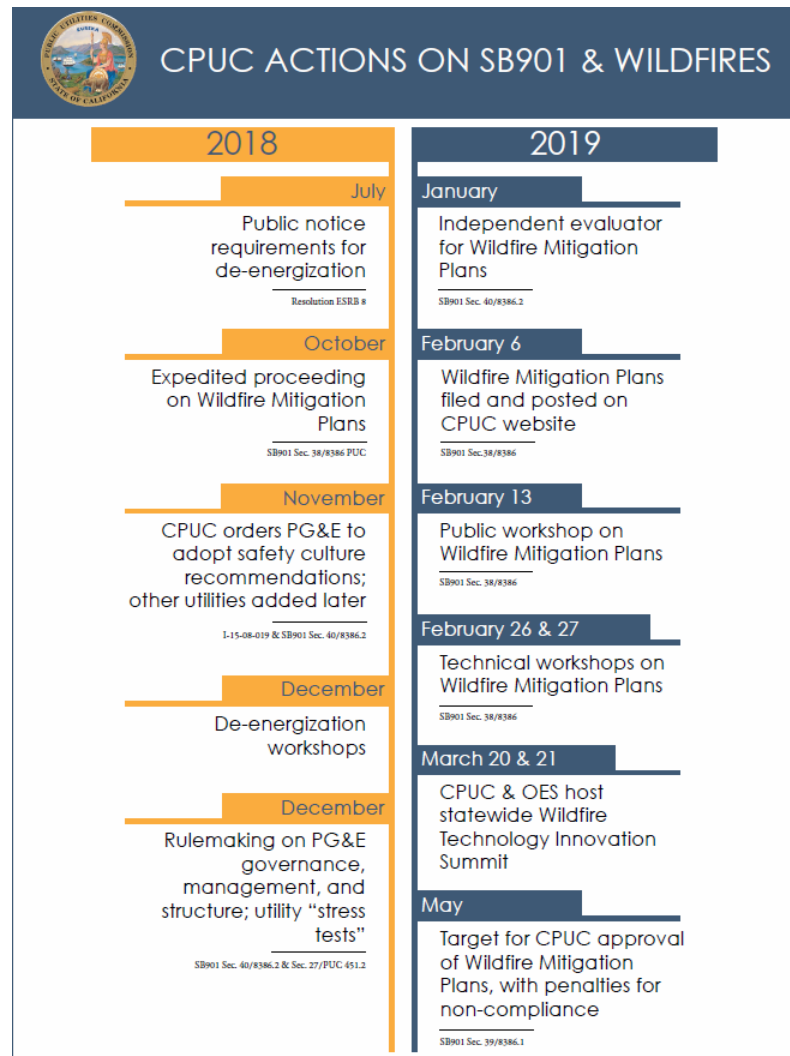 PUBLIC UTILITIES COMMISSION
STATE OF CALIFORNIA
EUREKA
CPUC ACTIONS ON SB901 & WILDFIRES
2018
July
Public notice
requirements for
de-energization
Resolution ESRB 8
October
Expedited proceeding
on Wildfire Mitigation
Plans
SB901 Sec. 38/8386 PUC
November
CPUC orders PG&E to
adopt safety culture
recommendations;
other utilities added later
I-15-08-019 & SB901 Sec. 40/8386.2
December
De-energization
workshops
December
Rulemaking on PG&E
governance,
management, and
structure; utility “stress
tests”
SB901 Sec. 40/8386.2 & Sec. 27/PUC 451.2
2019
January
Independent evaluator
for Wildfire Mitigation
Plans
SB901 Sec. 40/8386.2
February 6
Wildfire Mitigation Plans
filed and posted on
CPUC website
SB901 Sec.38/8386
February 13
Public workshop on
Wildfire Mitigation Plans
SB901 Sec. 38/8386
February 26 & 27
Technical workshops on
Wildfire Mitigation Plans
SB901 Sec. 38/8386
March 20 & 21
CPUC & OES host
statewide Wildfire
Technology Innovation
Summit
May
Target for CPUC approval
of Wildfire Mitigation
Plans, with penalties for
non-compliance
SB901 Sec. 39/8386.1